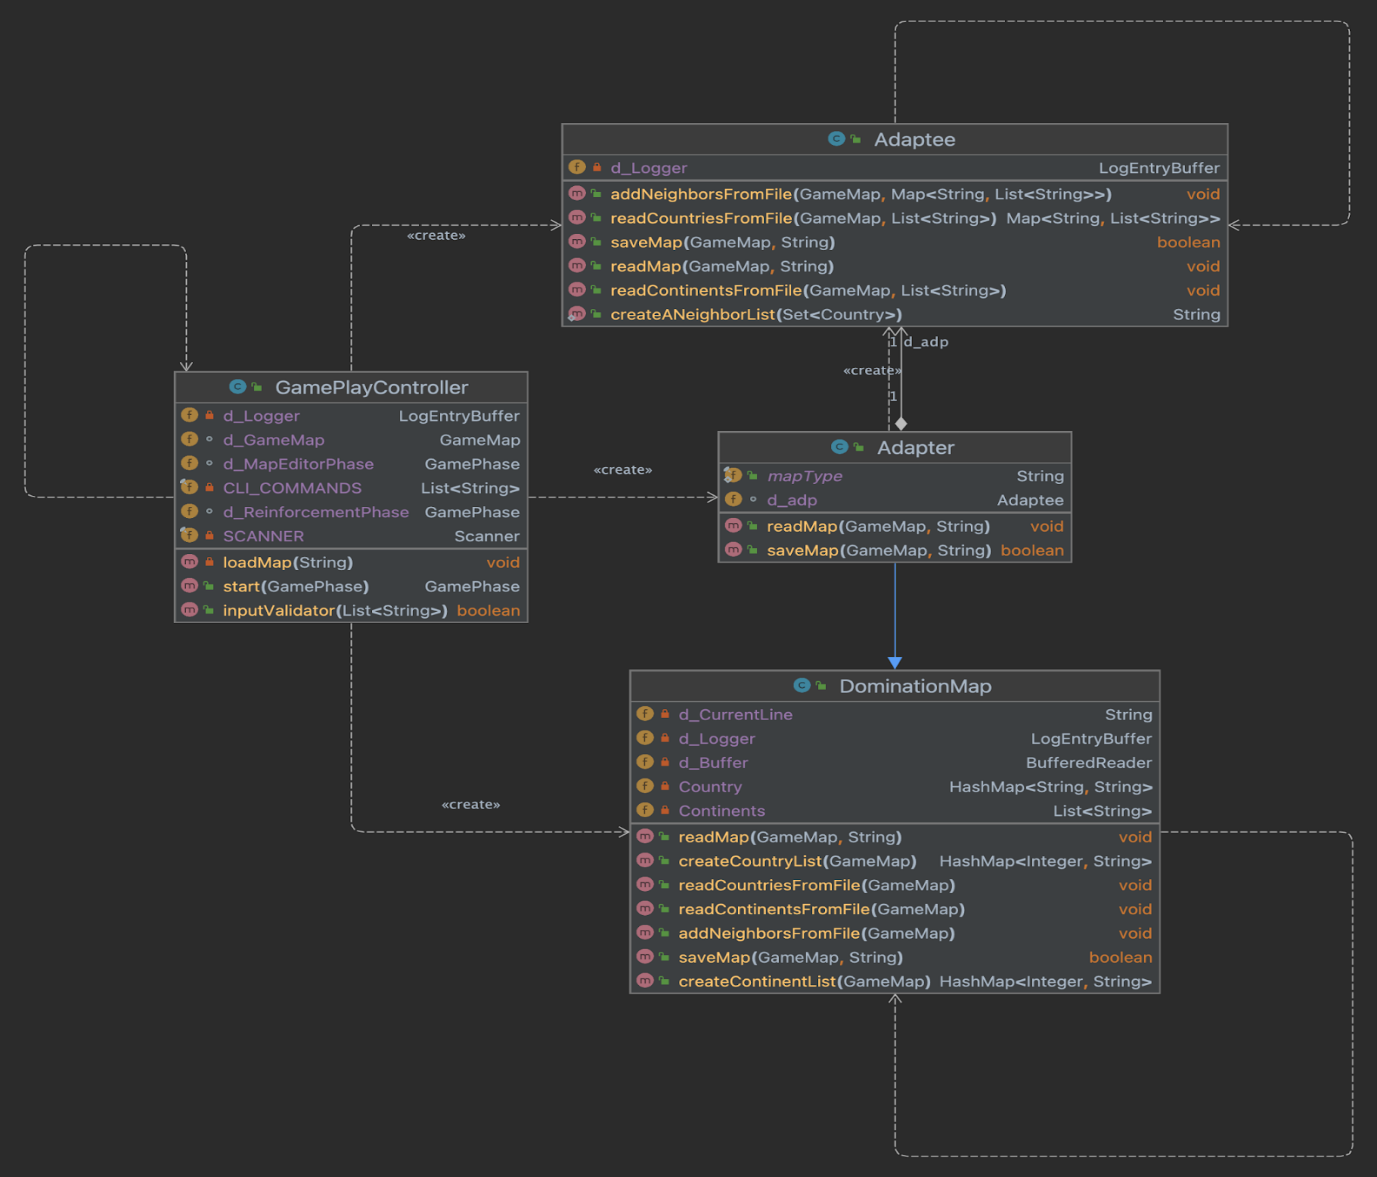 Adaptee
d_Logger LogEntryBuffer
addNeighborsFromFile(GameMap, Map<String, List<String>>) void
readCountriesFromFile(GameMap, List<String>) Map<String, List<String>>
saveMap(GameMap, String) boolean
readMap(GameMap, String) void
readContinentsFromFile(GameMap, List<String>) void
createANeighborList(Set<Country>) String
«create»
1 d_adp
«create»
1
GamePlayController
d_Logger LogEntryBuffer
d_GameMap GameMap
d_MapEditorPhase GamePhase
CLI_COMMANDS List<String>
d_ReinforcementPhase GamePhase
SCANNER Scanner
loadMap(String) void
start(GamePhase) GamePhase
inputValidator(List<String>) boolean
«create»
Adapter
mapType String
d_adp Adaptee
readMap(GameMap, String) void
saveMap(GameMap, String) boolean
«create»
DominationMap
d_CurrentLine String
d_Logger LogEntryBuffer
d_Buffer BufferedReader
Country HashMap<String, String>
Continents List<String>
readMap(GameMap, String) void
createCountryList(GameMap) HashMap<Integer, String>
readCountriesFromFile(GameMap) void
readContinentsFromFile(GameMap) void
addNeighborsFromFile(GameMap) void
saveMap(GameMap, String) boolean
createContinentList(GameMap) HashMap<Integer, String>